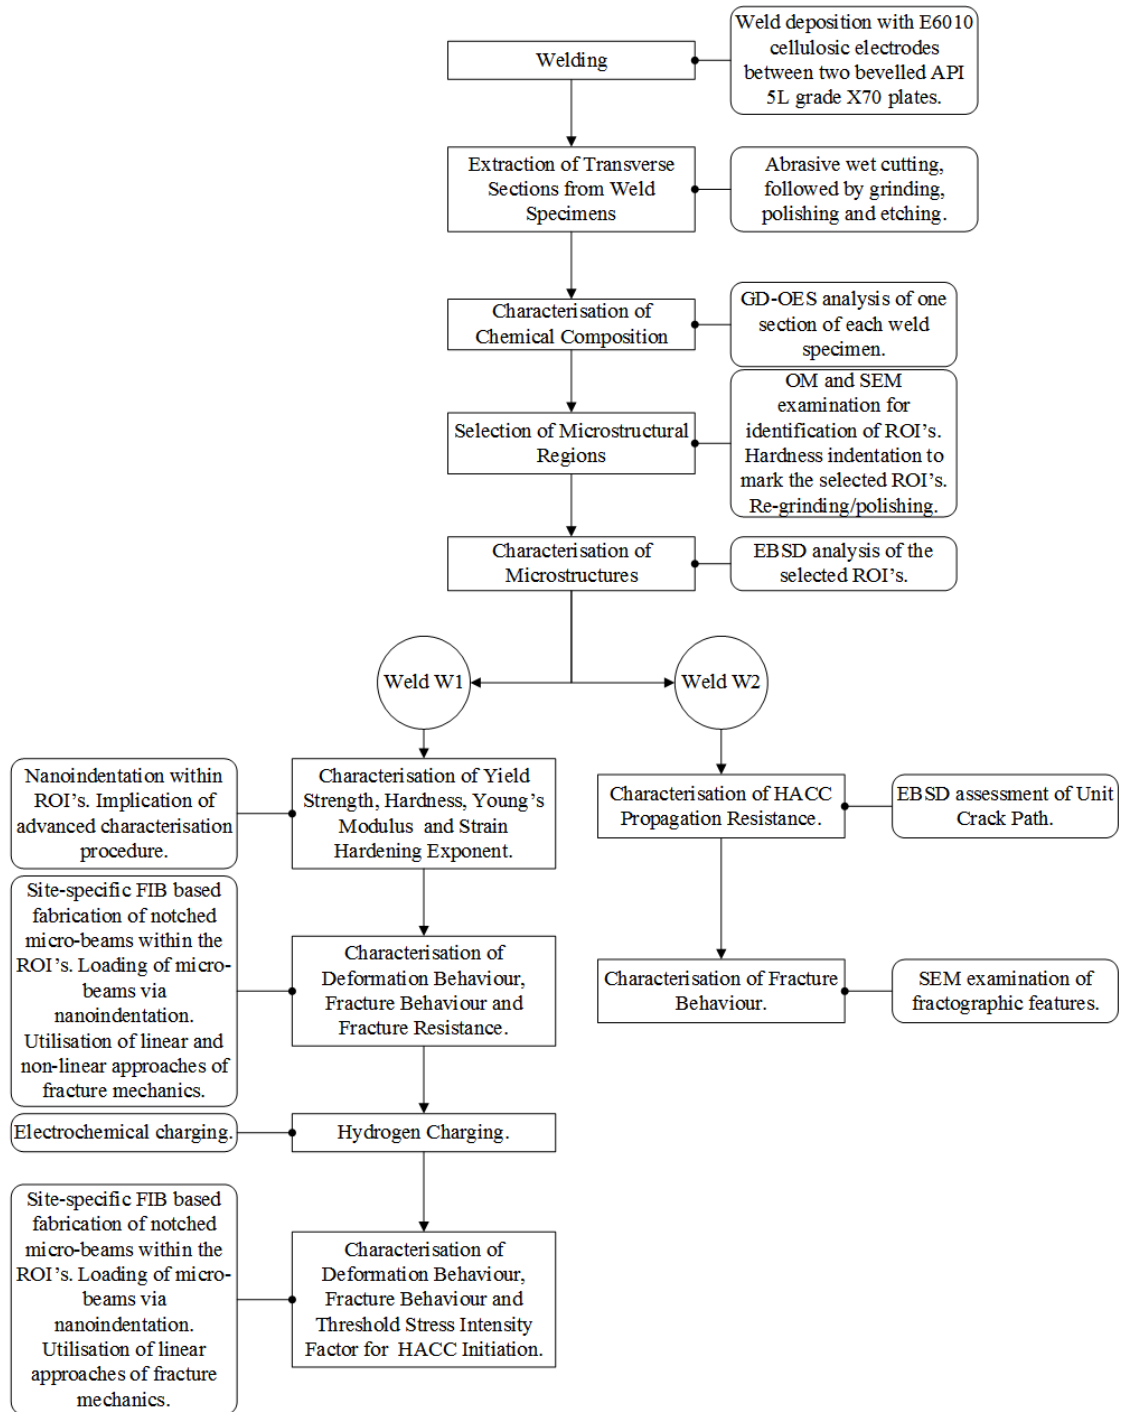 Welding
Weld deposition with E6010
cellulosic electrodes
between two bevelled API
5L grade X70 plates.
Extraction of Transverse
Sections from Weld
Specimens
Abrasive wet cutting,
followed by grinding,
polishing and etching.
Characterisation of
Chemical Composition
GD-OES analysis of one
section of each weld
specimen.
Selection of Microstructural
Regions
OM and SEM
examination for
identification of ROI's.
Hardness indentation to
mark the selected ROI's.
Re-grinding/polishing.
Characterisation of
Microstructures
EBSD analysis of the
selected ROI's.
Weld W1
Weld W2
Nanoindentation within
ROI's. Implication of
advanced characterisation
procedure.
Characterisation of Yield
Strength, Hardness, Young's
Modulus and Strain
Hardening Exponent.
Characterisation of HACC
Propagation Resistance.
EBSD assessment of Unit
Crack Path.
Site-specific FIB based
fabrication of notched
micro-beams within the
ROI's. Loading of micro-
beams via
nanoindentation.
Utilisation of linear and
non-linear approaches of
fracture mechanics.
Characterisation of
Deformation Behaviour,
Fracture Behaviour and
Fracture Resistance.
Characterisation of Fracture
Behaviour.
SEM examination of
fractographic features.
Electrochemical charging.
Hydrogen Charging.
Site-specific FIB based
fabrication of notched
micro-beams within the
ROI's. Loading of micro-
beams via
nanoindentation.
Utilisation of linear
approaches of fracture
mechanics.
Characterisation of
Deformation Behaviour,
Fracture Behaviour and
Threshold Stress Intensity
Factor for HACC Initiation.